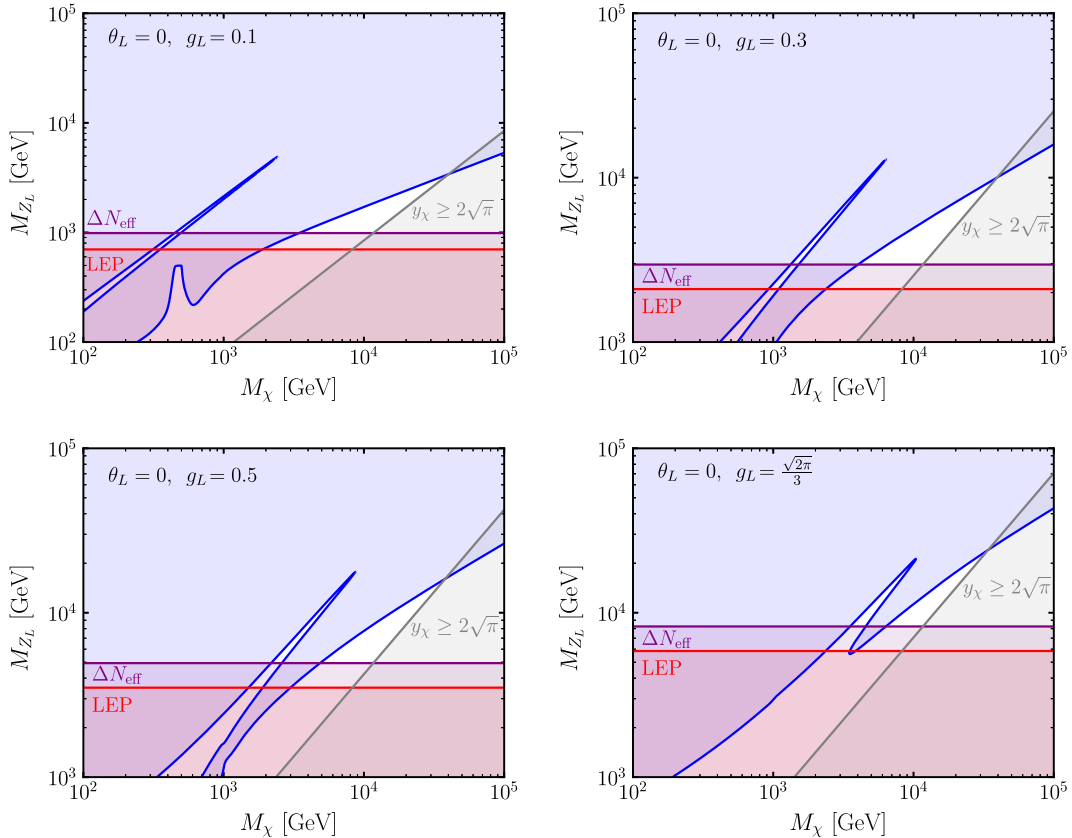 θ_L = 0, g_L = 0.1
10^5
10^4
10^3
10^2
M_{Z_L} [GeV]
ΔN_eff
LEP
y_χ ≥ 2√π
10^2 10^3 10^4 10^5
M_χ [GeV]
θ_L = 0, g_L = 0.3
10^5
10^4
10^3
M_{Z_L} [GeV]
y_χ ≥ 2√π
ΔN_eff
LEP
10^2 10^3 10^4 10^5
M_χ [GeV]
θ_L = 0, g_L = 0.5
10^5
10^4
10^3
M_{Z_L} [GeV]
y_χ ≥ 2√π
ΔN_eff
LEP
10^2 10^3 10^4 10^5
M_χ [GeV]
θ_L = 0, g_L = √(2π)/3
10^5
10^4
10^3
M_{Z_L} [GeV]
y_χ ≥ 2√π
ΔN_eff
LEP
10^2 10^3 10^4 10^5
M_χ [GeV]